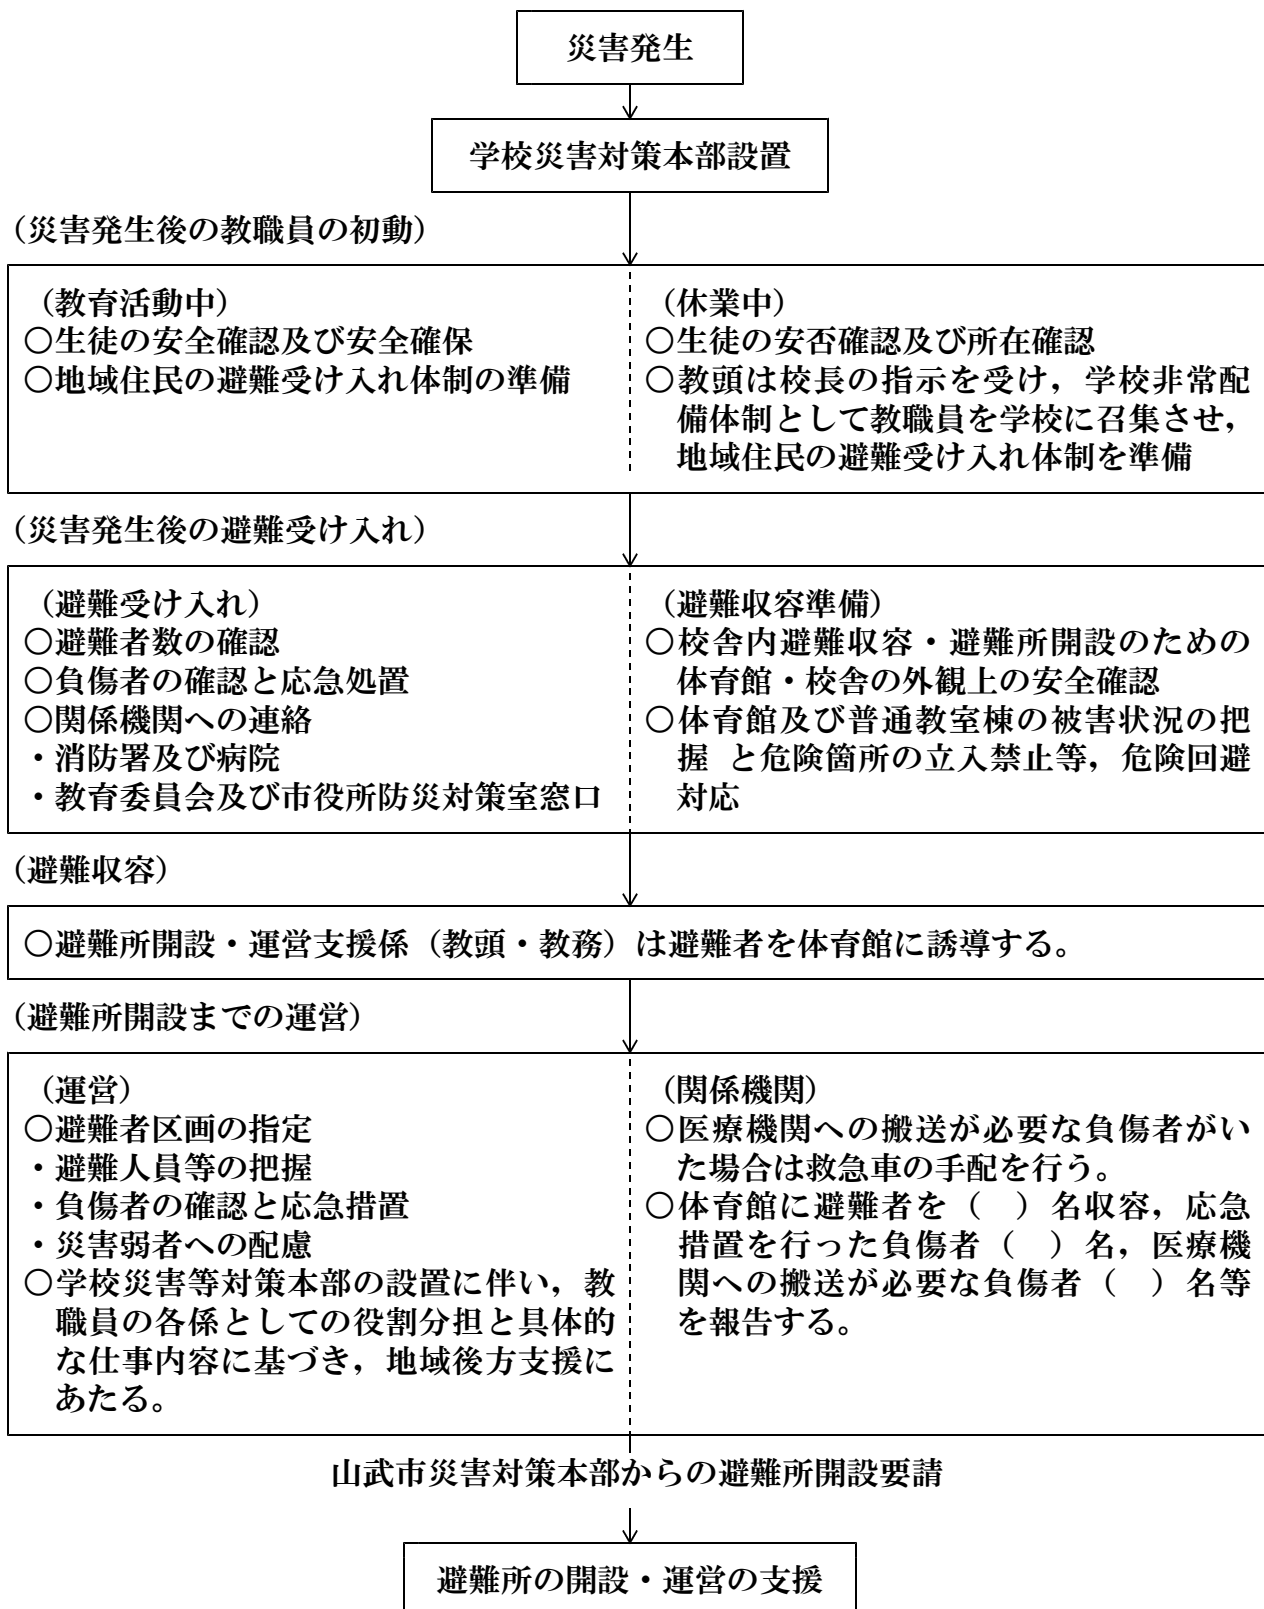 災害発生
学校災害対策本部設置
（災害発生後の教職員の初動）
（教育活動中）
○生徒の安全確認及び安全確保
○地域住民の避難受け入れ体制の準備
（休業中）
○生徒の安否確認及び所在確認
○教頭は校長の指示を受け，学校非常配
備体制として教職員を学校に召集させ，
地域住民の避難受け入れ体制を準備
（災害発生後の避難受け入れ）
（避難受け入れ）
○避難者数の確認
○負傷者の確認と応急処置
○関係機関への連絡
・消防署及び病院
・教育委員会及び市役所防災対策室窓口
（避難収容準備）
○校舎内避難収容・避難所開設のための
体育館・校舎の外観上の安全確認
○体育館及び普通教室棟の被害状況の把
握 と危険箇所の立入禁止等，危険回避
対応
（避難収容）
○避難所開設・運営支援係（教頭・教務）は避難者を体育館に誘導する。
（避難所開設までの運営）
（運営）
○避難者区画の指定
・避難人員等の把握
・負傷者の確認と応急措置
・災害弱者への配慮
○学校災害等対策本部の設置に伴い，教
職員の各係としての役割分担と具体的
な仕事内容に基づき，地域後方支援に
あたる。
（関係機関）
○医療機関への搬送が必要な負傷者がい
た場合は救急車の手配を行う。
○体育館に避難者を（　）名収容，応急
措置を行った負傷者（　）名，医療機
関への搬送が必要な負傷者（　）名等
を報告する。
山武市災害対策本部からの避難所開設要請
避難所の開設・運営の支援